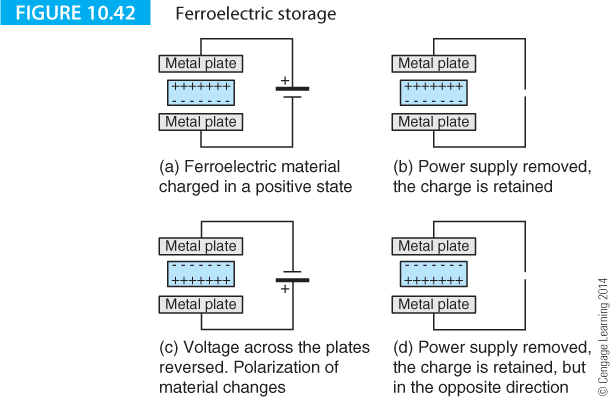 FIGURE 10.42 Ferroelectric storage
Metal plate
+++++++
- - - - - - -
Metal plate
+
(a) Ferroelectric material
charged in a positive state
Metal plate
+++++++
- - - - - - -
Metal plate
(b) Power supply removed,
the charge is retained
Metal plate
- - - - - - -
+++++++
Metal plate
+
(c) Voltage across the plates
reversed. Polarization of
material changes
Metal plate
- - - - - - -
+++++++
Metal plate
(d) Power supply removed,
the charge is retained, but
in the opposite direction
© Cengage Learning 2014